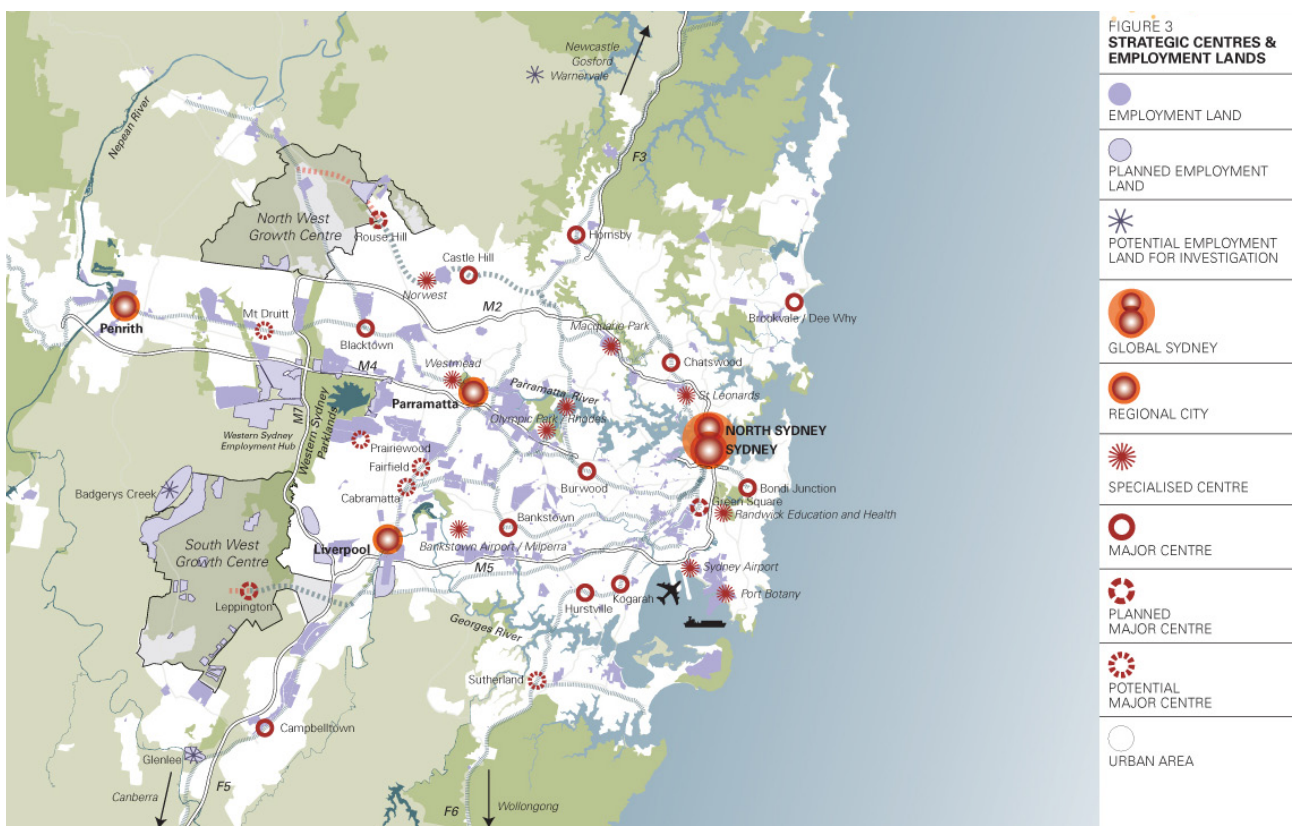 Newcastle
Gosford
Warnervale
Nepean River
F3
North West
Growth Centre
Rouse Hill
Hornsby
Castle Hill
Norwest
M2
Penrith
Mt Druitt
Blacktown
Macquarie Park
Brookvale / Dee Why
Chatswood
Westmead
M4
Parramatta
Parramatta River
St Leonards
Olympic Park / Rhodes
M7
Western Sydney
Parklands
Western Sydney
Employment Hub
Prairiewood
Fairfield
Cabramatta
NORTH SYDNEY
SYDNEY
Burwood
Bondi Junction
Green Square
Randwick Education and Health
Badgerys Creek
Bankstown
Bankstown Airport / Milperra
Liverpool
South West
Growth Centre
M5
Sydney Airport
Leppington
Hurstville
Kogarah
Port Botany
Georges River
Sutherland
Campbelltown
Glenlee
Canberra
F5
F6
Wollongong
FIGURE 3
STRATEGIC CENTRES &
EMPLOYMENT LANDS
EMPLOYMENT LAND
PLANNED EMPLOYMENT
LAND
POTENTIAL EMPLOYMENT
LAND FOR INVESTIGATION
GLOBAL SYDNEY
REGIONAL CITY
SPECIALISED CENTRE
MAJOR CENTRE
PLANNED
MAJOR CENTRE
POTENTIAL
MAJOR CENTRE
URBAN AREA